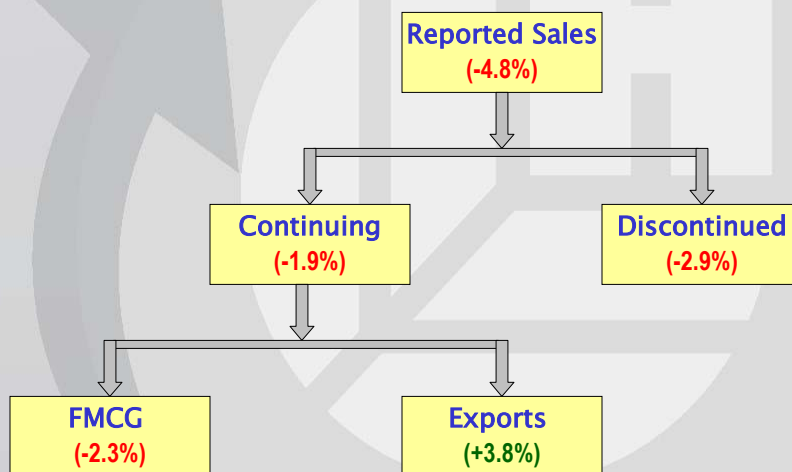 Reported Sales
(-4.8%)
Continuing
(-1.9%)
Discontinued
(-2.9%)
FMCG
(-2.3%)
Exports
(+3.8%)